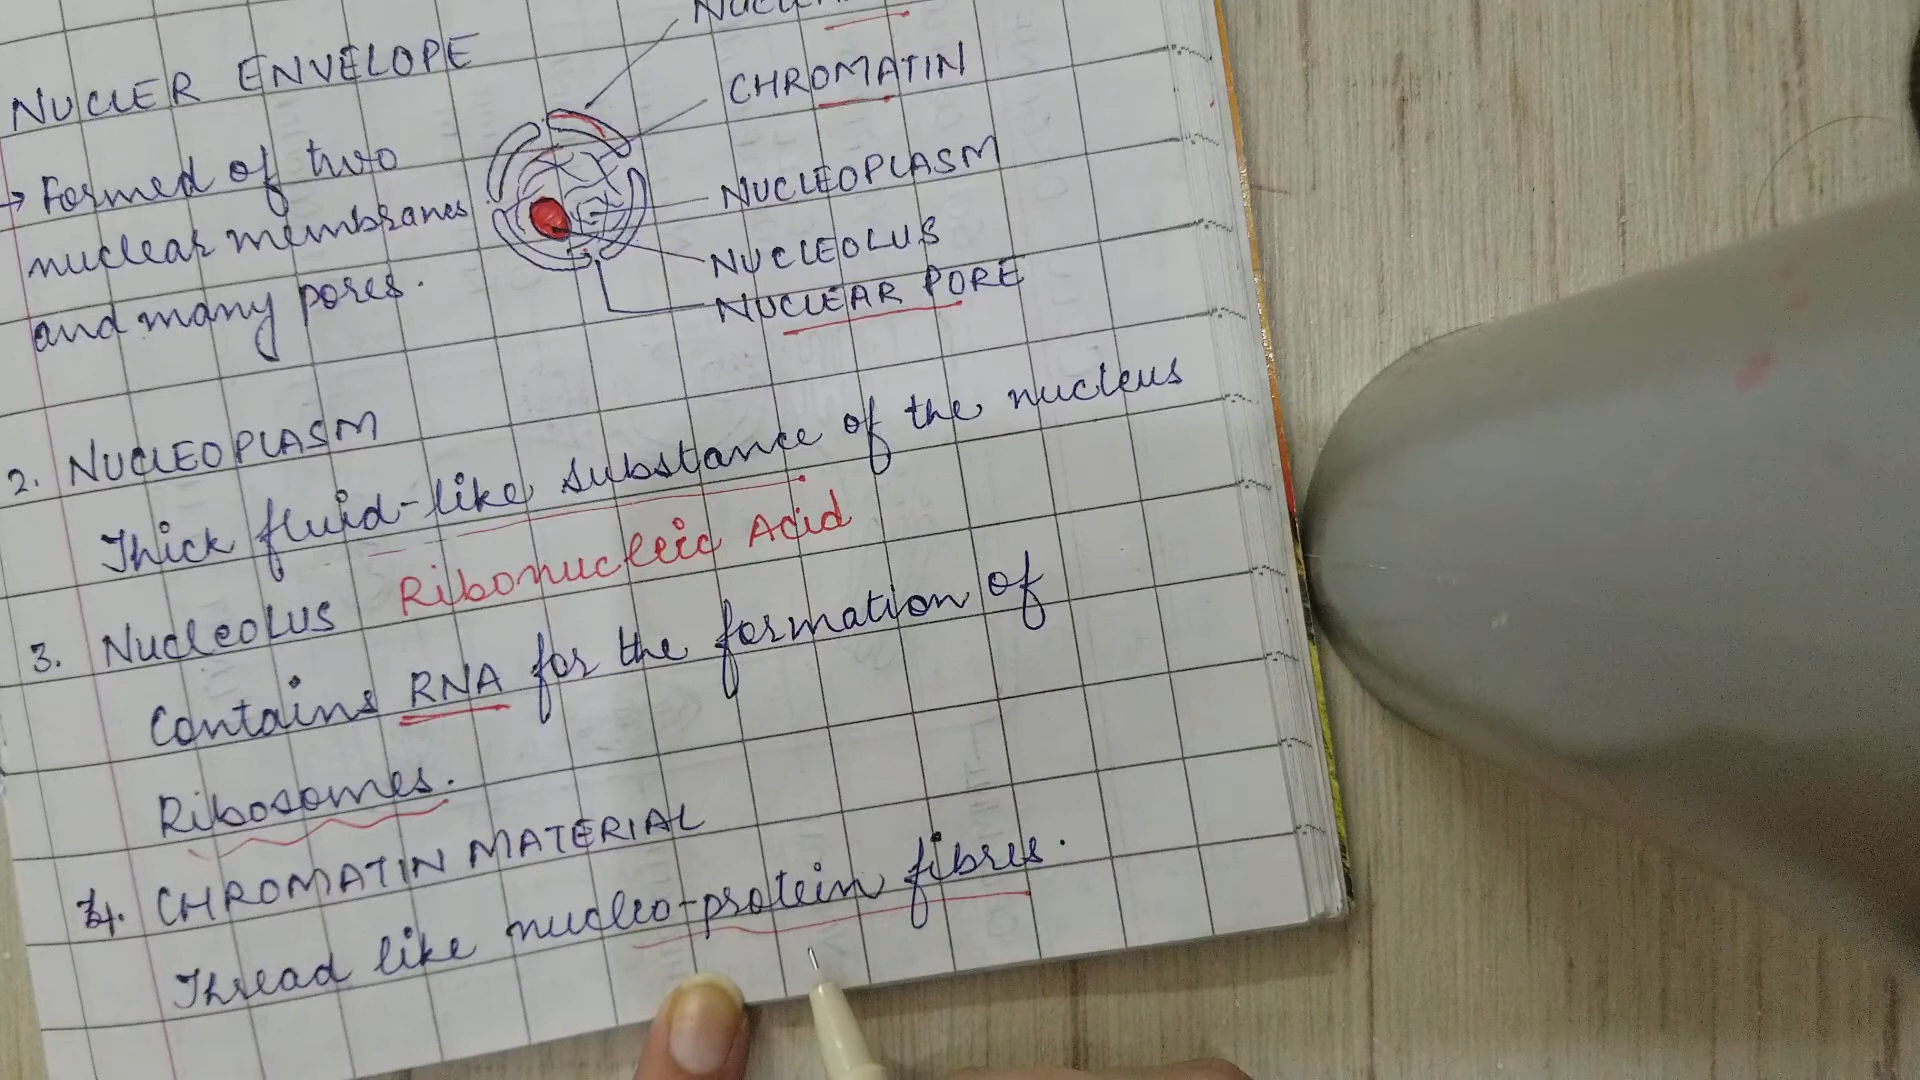 NUCLER ENVELOPE
→ Formed of two
nuclear membranes
and many pores.
CHROMATIN
NUCLEOPLASM
NUCLEOLUS
NUCLEAR PORE
2. NUCLEOPLASM
Thick fluid-like substance of the nucleus
Ribonucleic Acid
3. NUCLEOLUS
Contains RNA for the formation of
Ribosomes.
4. CHROMATIN MATERIAL
Thread like nucleo-protein fibres.